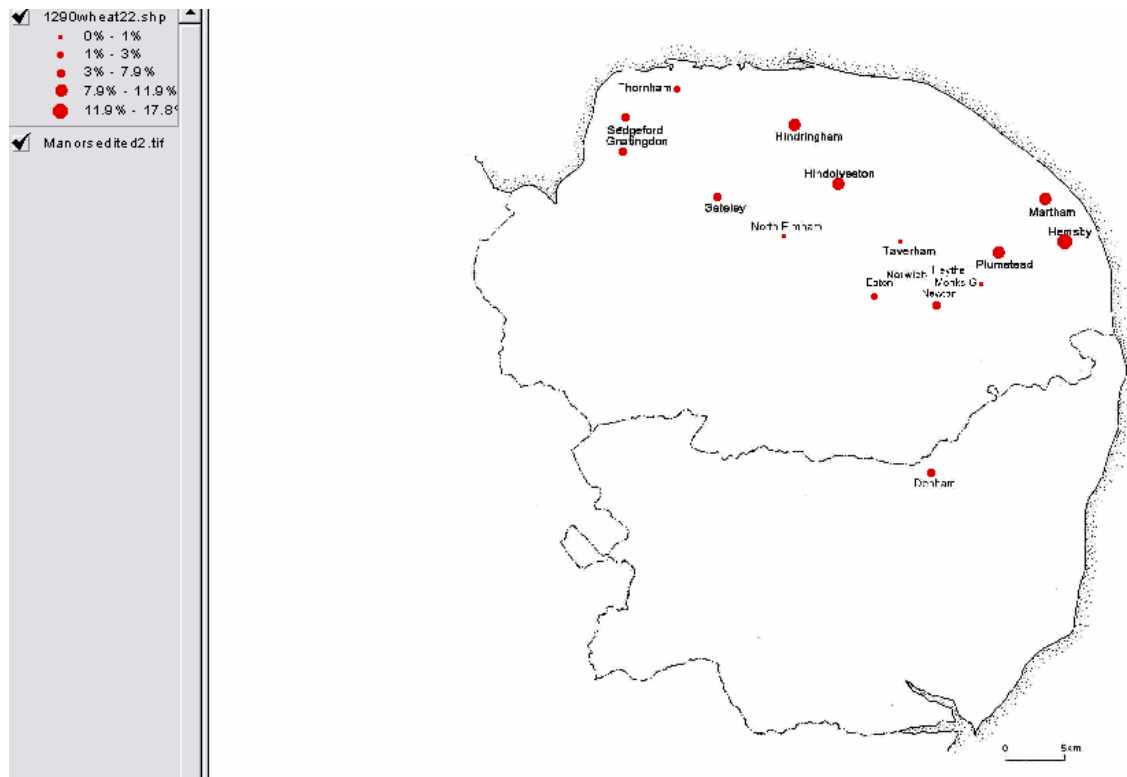 1290wheat22.shp
0% - 1%
1% - 3%
3% - 7.9%
7.9% - 11.9%
11.9% - 17.8%
Manorsedited2.tif
Thornham
Sedgeford
Gnatingdon
Hindringham
Hindolveston
Gateley
North Elmham
Martham
Hemsby
Taverham
Plumstead
Norwich
Monks G
Eaton
Newton
Denham
0 5km